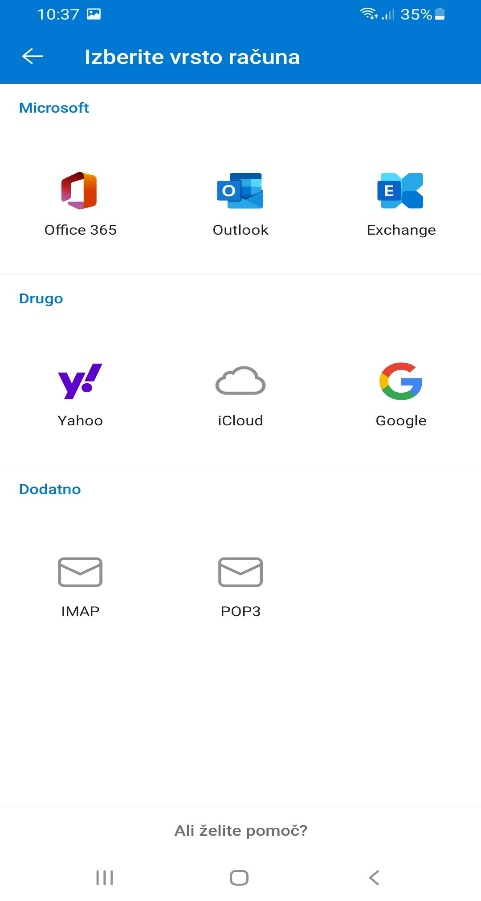 10:37 35%
Izberite vrsto računa
Microsoft
Office 365 Outlook Exchange
Drugo
Yahoo iCloud Google
Dodatno
IMAP POP3
Ali želite pomoč?